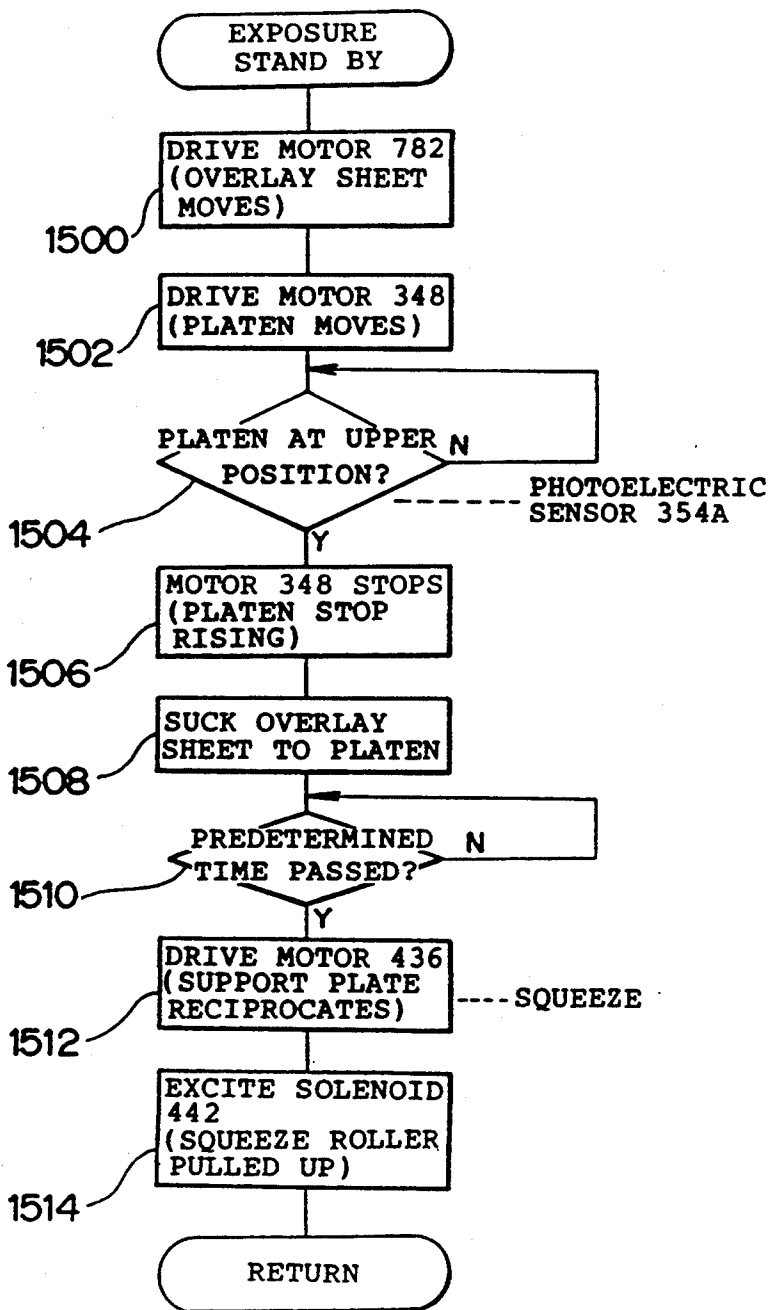 EXPOSURE
STAND BY
DRIVE MOTOR 782
(OVERLAY SHEET
MOVES)
1500
DRIVE MOTOR 348
(PLATEN MOVES)
1502
PLATEN AT UPPER
POSITION?
N
PHOTOELECTRIC
SENSOR 354A
1504
Y
MOTOR 348 STOPS
(PLATEN STOP
RISING)
1506
SUCK OVERLAY
SHEET TO PLATEN
1508
PREDETERMINED
TIME PASSED?
N
1510
Y
DRIVE MOTOR 436
(SUPPORT PLATE
RECIPROCATES)
SQUEEZE
1512
EXCITE SOLENOID
442
(SQUEEZE ROLLER
PULLED UP)
1514
RETURN